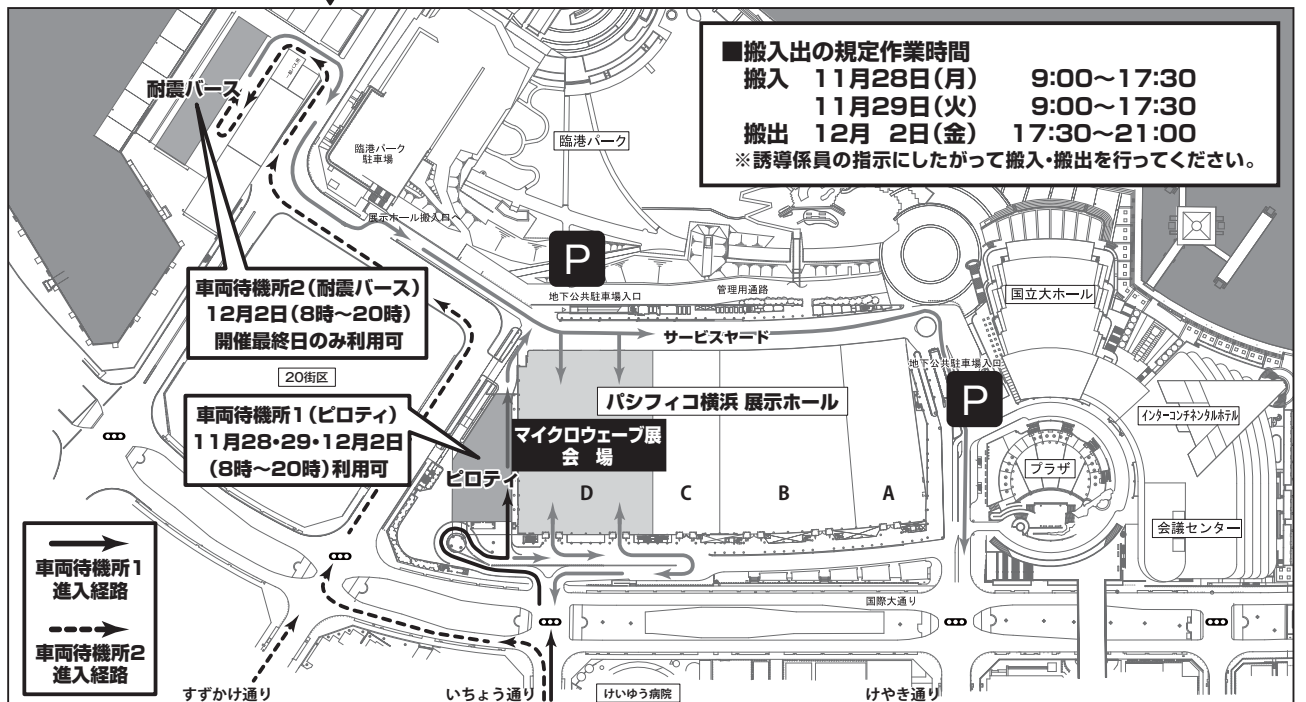 ■搬入出の規定作業時間
搬入 11月28日(月) 9:00〜17:30
11月29日(火) 9:00〜17:30
搬出 12月 2日(金) 17:30〜21:00
※誘導係員の指示にしたがって搬入・搬出を行ってください。
耐震バース
臨港パーク
駐車場
臨港パーク
展示ホール搬入口へ
P
地下公共駐車場入口
管理用通路
国立大ホール
車両待機所2(耐震バース)
12月2日(8時〜20時)
開催最終日のみ利用可
サービスヤード
地下公共駐車場入口
P
20街区
パシフィコ横浜 展示ホール
インターコンチネンタルホテル
車両待機所1(ピロティ)
11月28・29・12月2日
(8時〜20時)利用可
マイクロウェーブ展
会 場
ピロティ
プラザ
D
C
B
A
会議センター
車両待機所1
進入経路
車両待機所2
進入経路
国際大通り
すずかけ通り
いちょう通り
けいゆう病院
けやき通り